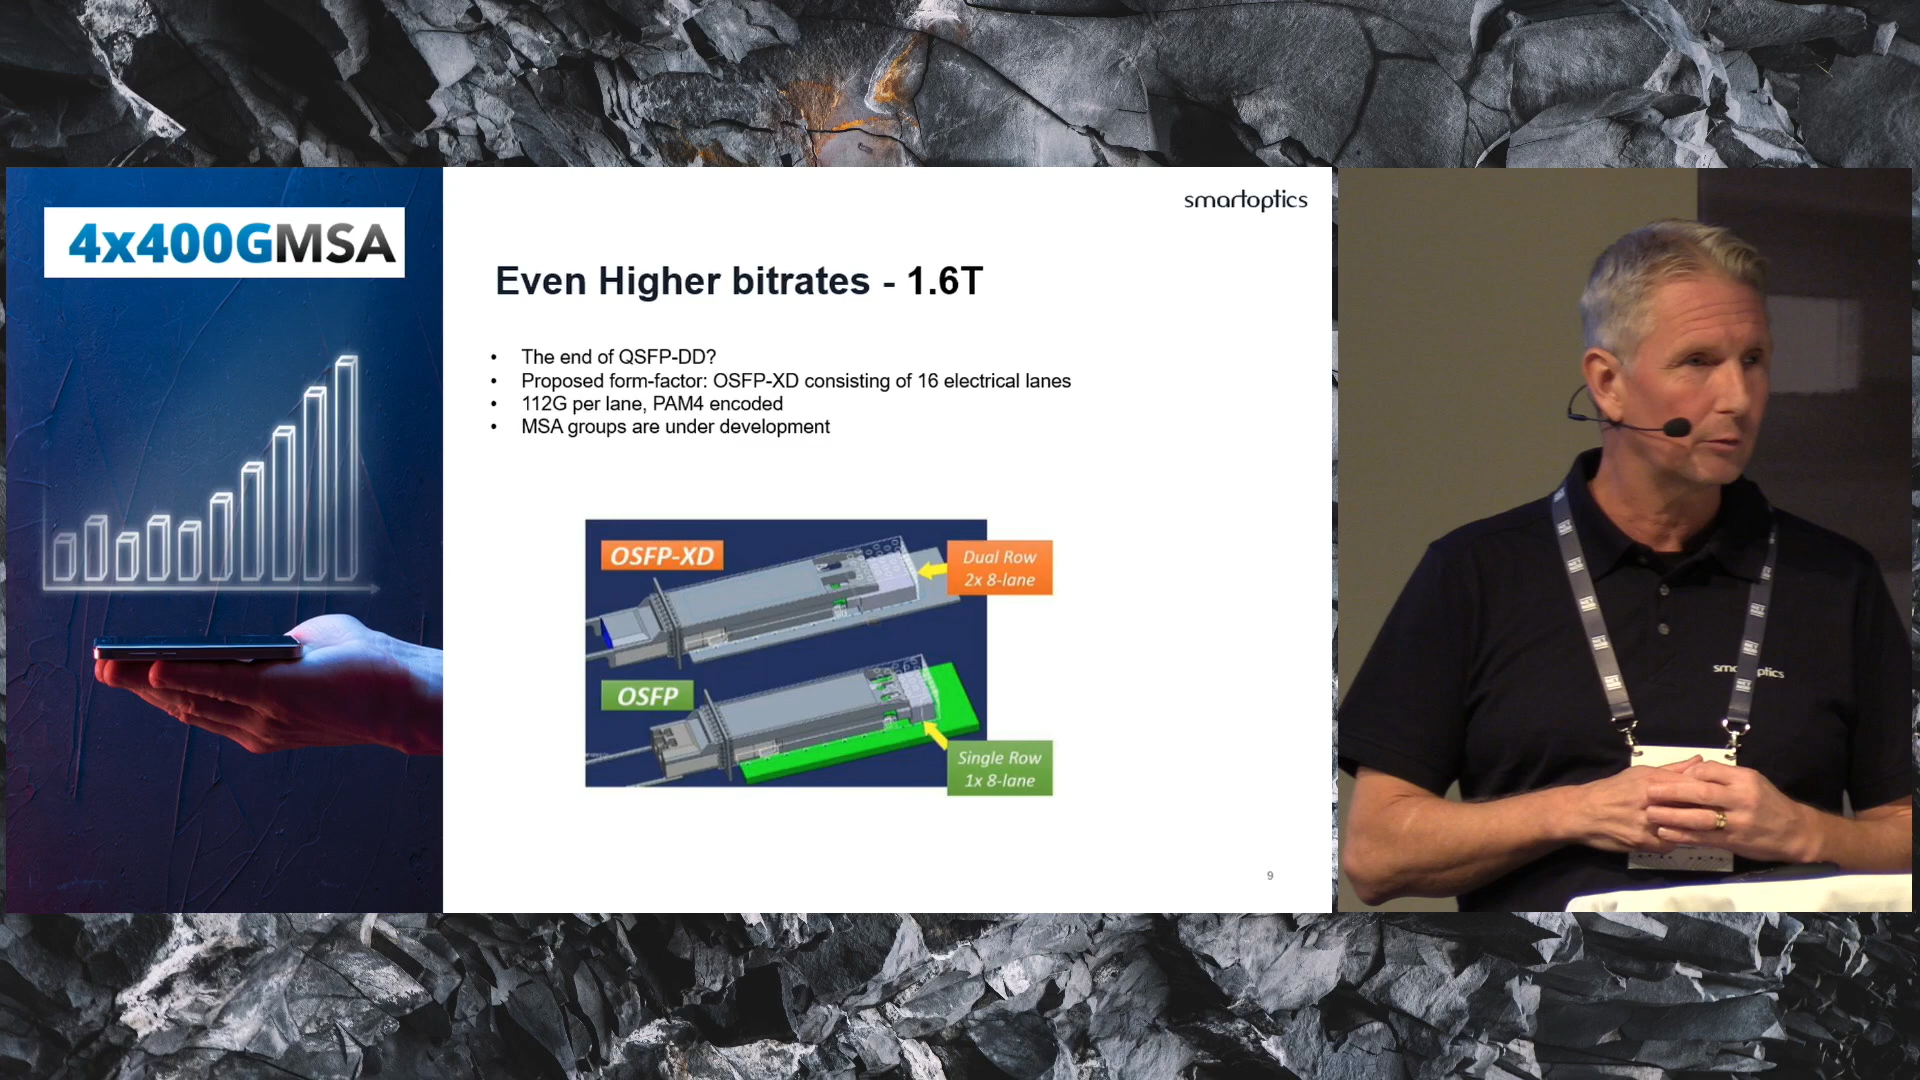 4x400GMSA
smartoptics
Even Higher bitrates - 1.6T
• The end of QSFP-DD?
• Proposed form-factor: OSFP-XD consisting of 16 electrical lanes
• 112G per lane, PAM4 encoded
• MSA groups are under development
OSFP-XD
Dual Row
2x 8-lane
OSFP
Single Row
1x 8-lane
9